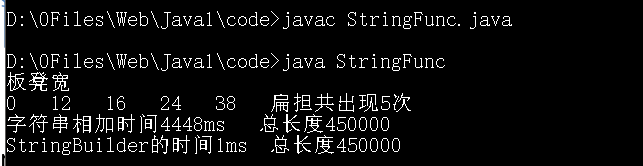 D:\0Files\Web\Java1\code>javac StringFunc.java
D:\0Files\Web\Java1\code>java StringFunc
板凳宽
0 12 16 24 38 扁担共出现5次
字符串相加时间4448ms 总长度450000
StringBuilder的时间1ms 总长度450000